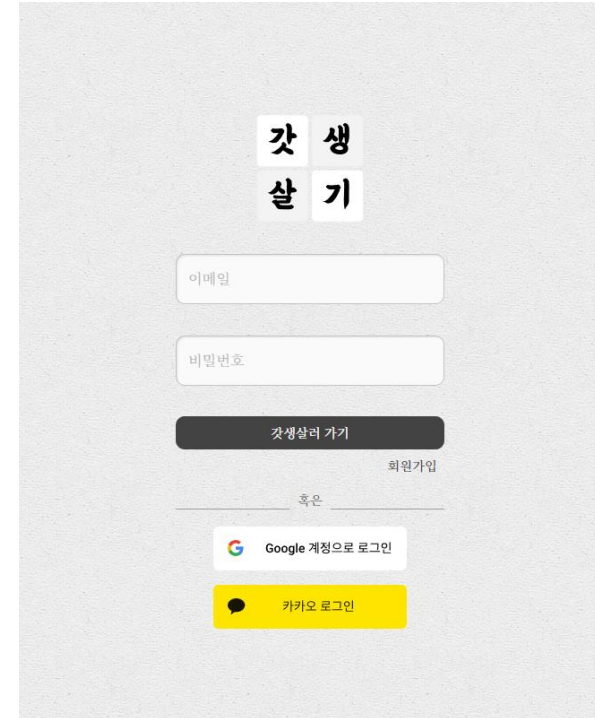 갓생
살기
이메일
비밀번호
갓생살러 가기
회원가입
혹은
Google 계정으로 로그인
카카오 로그인